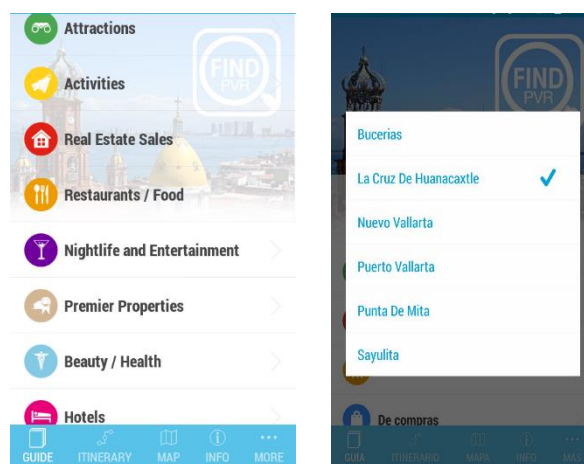 Attractions
FIND
PVR
Activities
Real Estate Sales
Restaurants / Food
Nightlife and Entertainment
Premier Properties
Beauty / Health
Hotels
GUIDE ITINERARY MAP INFO MORE
FIND
PVR
Bucerias
La Cruz De Huanacaxtle
Nuevo Vallarta
Puerto Vallarta
Punta De Mita
Sayulita
De compras
GUIA ITINERARIO MAPA INFO MAS